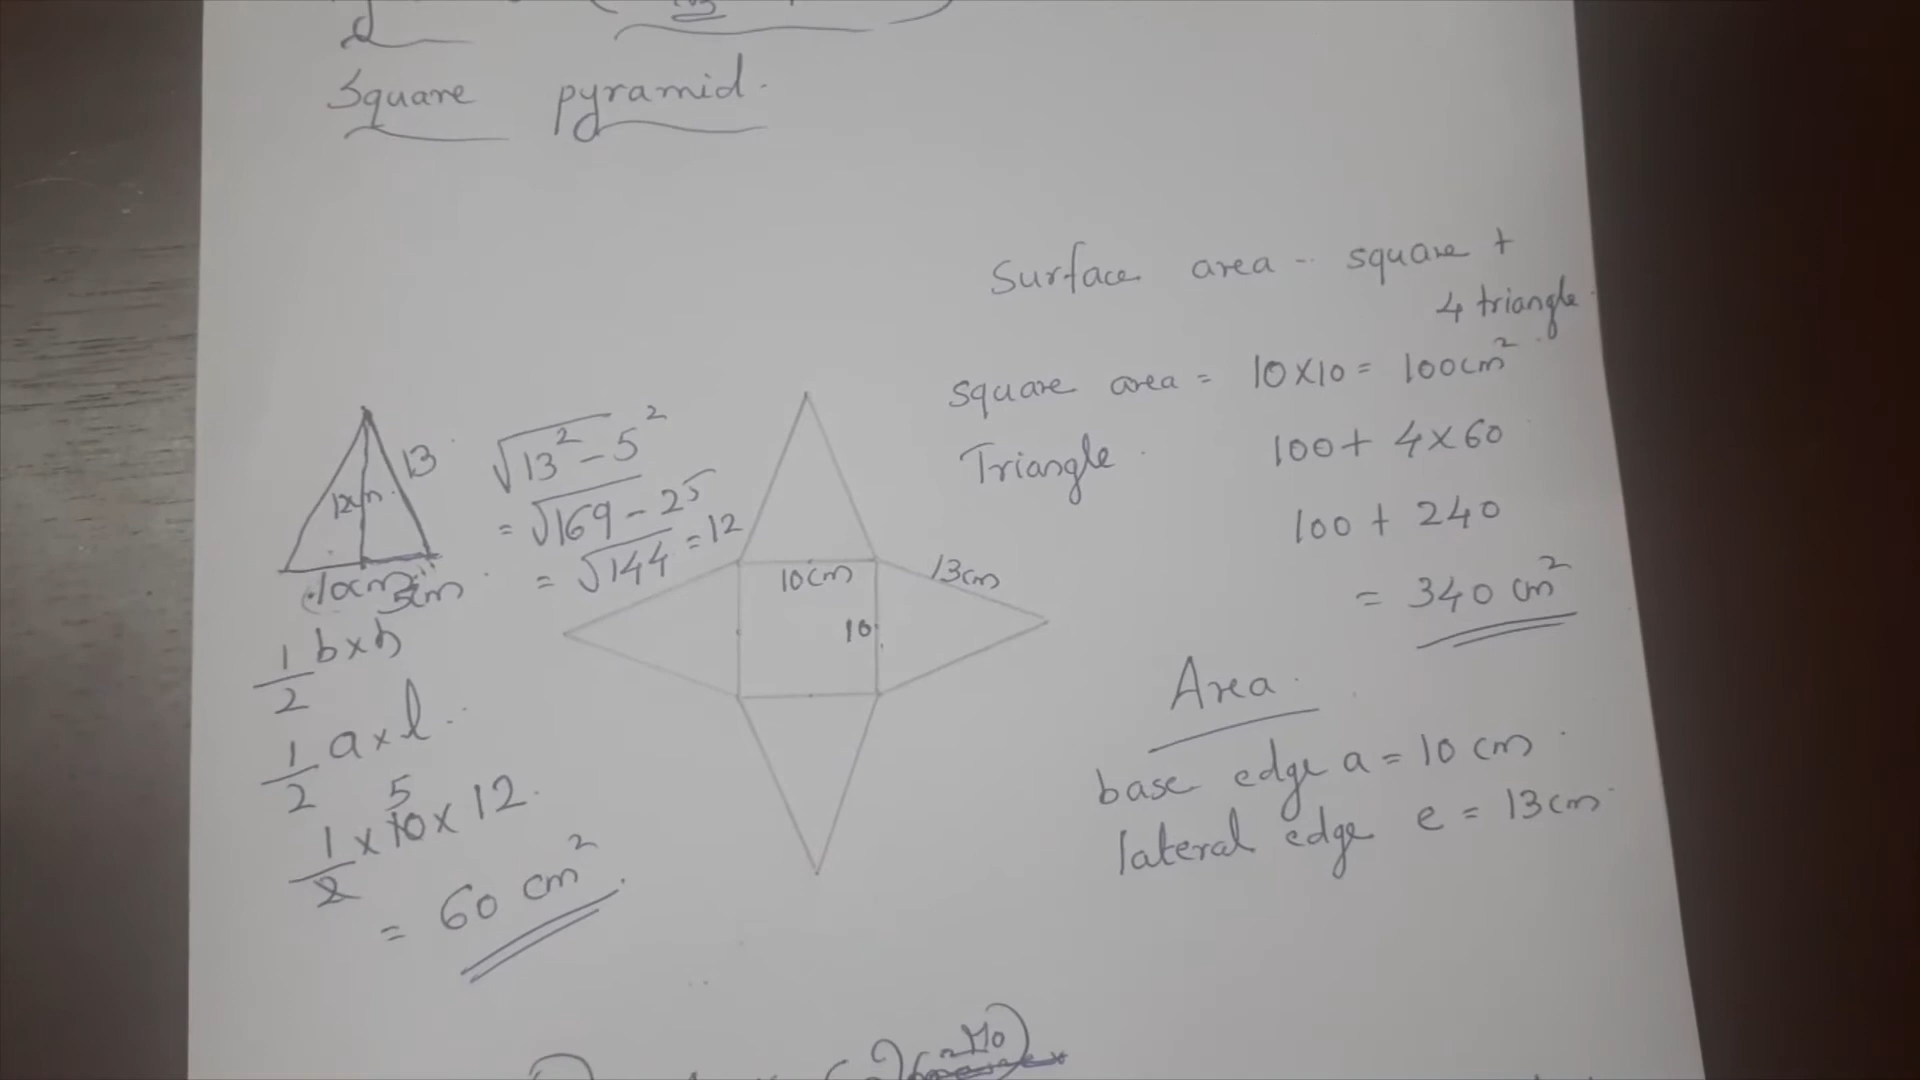 Square pyramid.
Surface area - square +
4 triangle
square area = 10×10 = 100cm²
Triangle
100 + 4×60
100 + 240
= 340 cm²
13
√13² - 5²
= √169 - 25
= √144 = 12
10cm
½ b×h
½ a×l
5
½ × 10 × 12
= 60 cm²
10cm
13cm
10
Area
base edge a = 10 cm
lateral edge e = 13cm